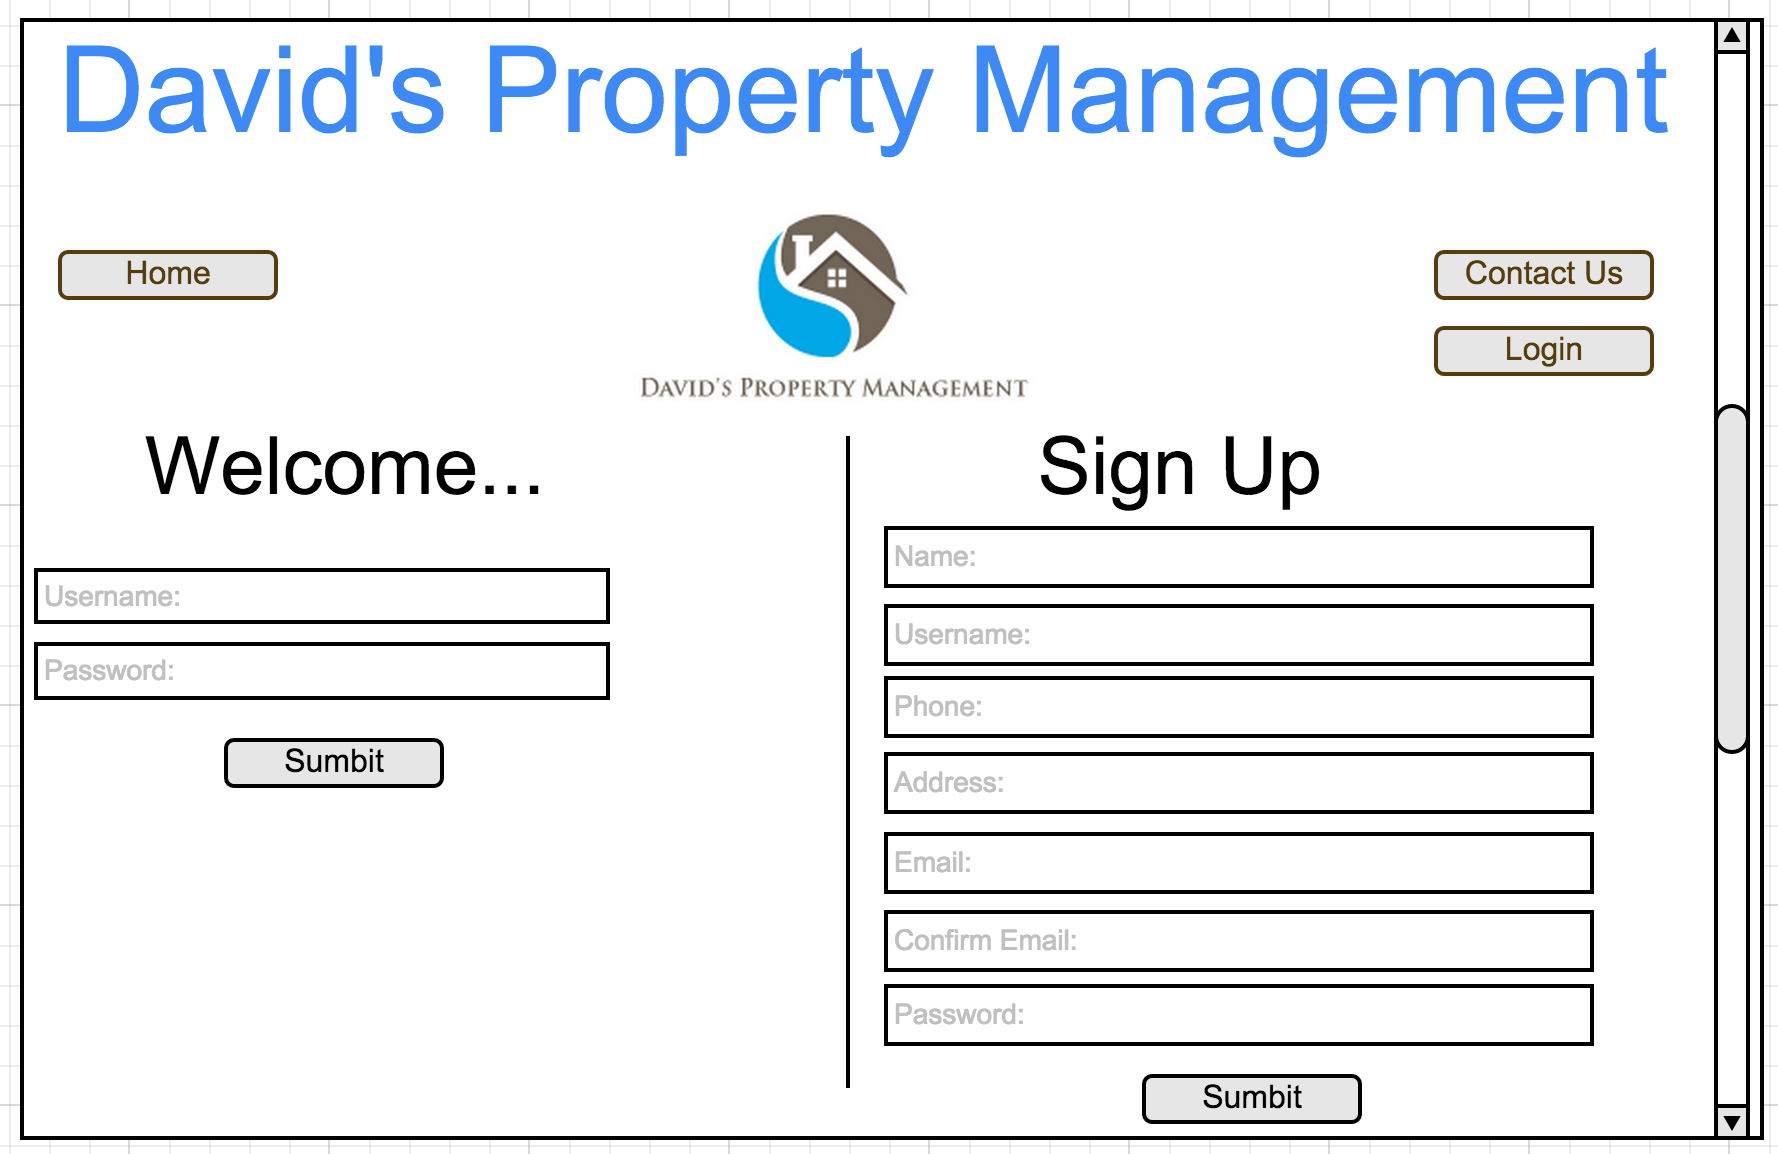 David's Property Management
Home
Contact Us
Login
David's Property Management
Welcome...
Username:
Password:
Sumbit
Sign Up
Name:
Username:
Phone:
Address:
Email:
Confirm Email:
Password:
Sumbit